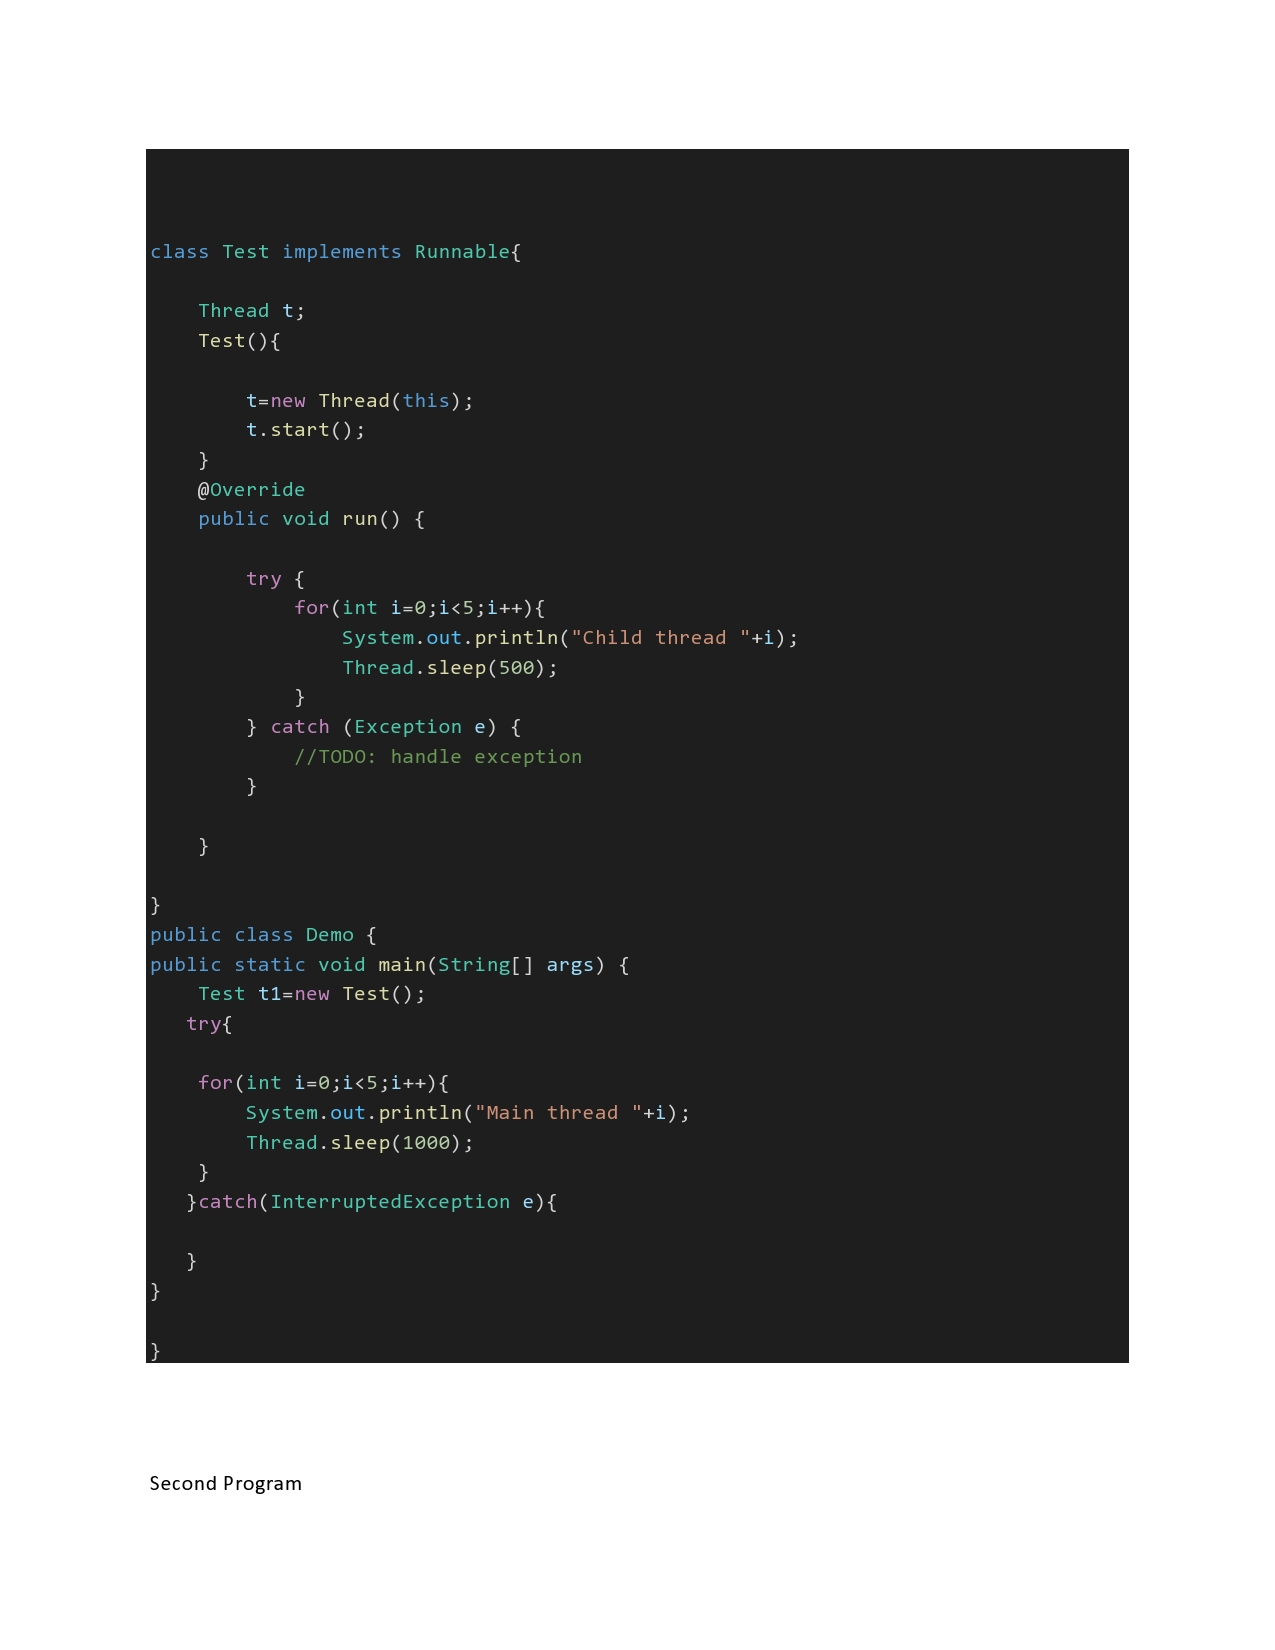 class Test implements Runnable{
    Thread t;
    Test(){
        t=new Thread(this);
        t.start();
    }
    @Override
    public void run() {
        try {
            for(int i=0;i<5;i++){
                System.out.println("Child thread "+i);
                Thread.sleep(500);
            }
        } catch (Exception e) {
            //TODO: handle exception
        }
    }
}
public class Demo {
public static void main(String[] args) {
    Test t1=new Test();
   try{
    for(int i=0;i<5;i++){
        System.out.println("Main thread "+i);
        Thread.sleep(1000);
    }
   }catch(InterruptedException e){
   }
}
}
Second Program